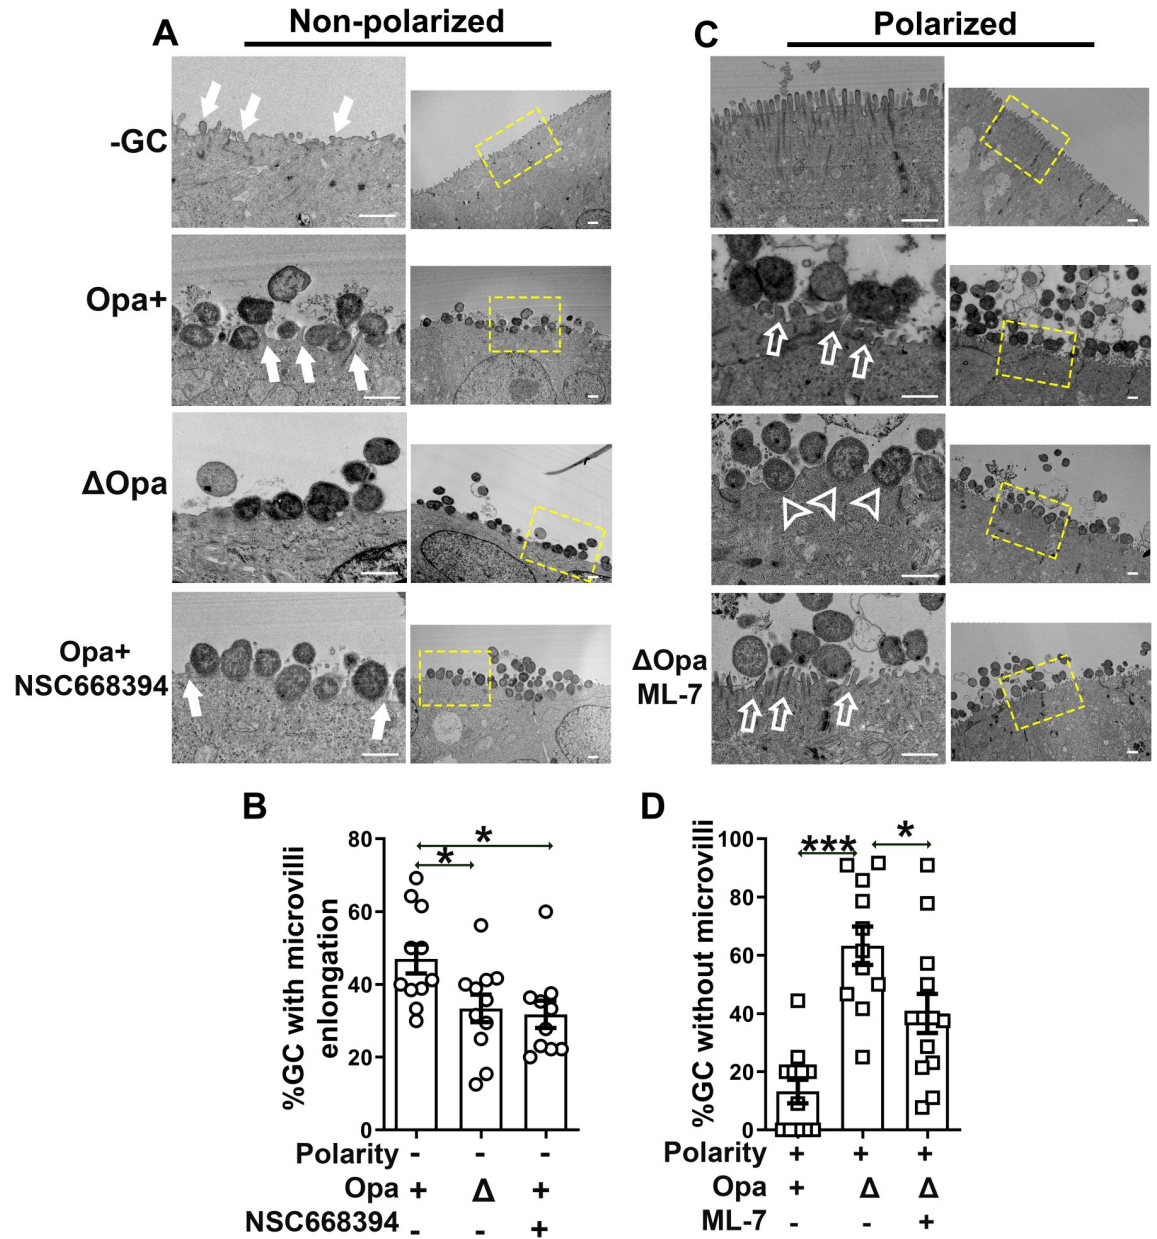 A
Non-polarized
-GC
Opa+
ΔOpa
Opa+
NSC668394
C
Polarized
ΔOpa
ML-7
B
%GC with microvilli
enlongation
80
60
40
20
0
*
*
Polarity - - -
Opa + Δ +
NSC668394 - - +
D
%GC without microvilli
100
80
60
40
20
0
***
*
Polarity + + +
Opa + Δ Δ
ML-7 - - +